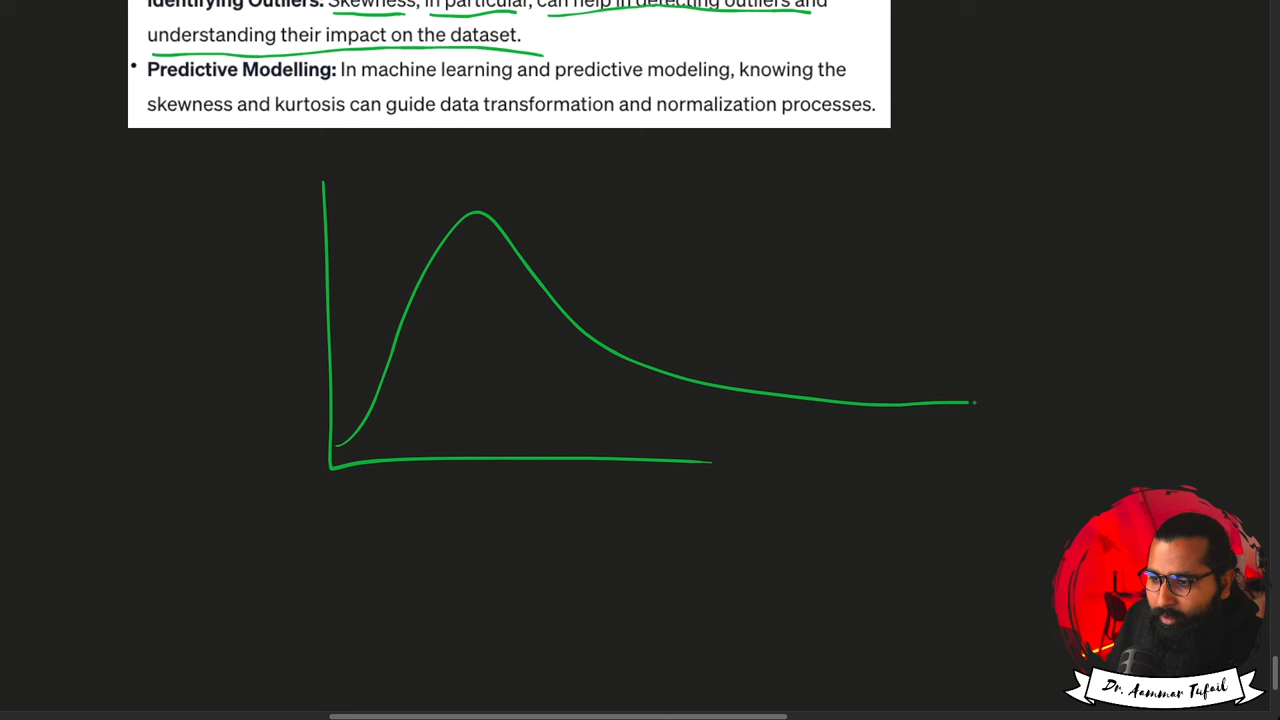 Identifying Outliers: Skewness, in particular, can help in detecting outliers and
understanding their impact on the dataset.
• Predictive Modelling: In machine learning and predictive modeling, knowing the
skewness and kurtosis can guide data transformation and normalization processes.
Dr. Aammar Tufail